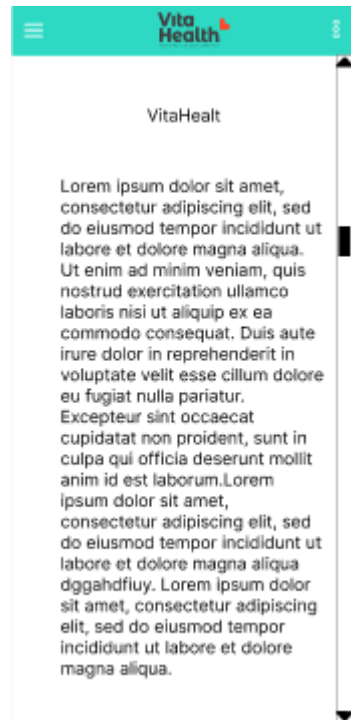 Vita
Health
VitaHealt
Lorem ipsum dolor sit amet,
consectetur adipiscing elit, sed
do eiusmod tempor incididunt ut
labore et dolore magna aliqua.
Ut enim ad minim veniam, quis
nostrud exercitation ullamco
laboris nisi ut aliquip ex ea
commodo consequat. Duis aute
irure dolor in reprehenderit in
voluptate velit esse cillum dolore
eu fugiat nulla pariatur.
Excepteur sint occaecat
cupidatat non proident, sunt in
culpa qui officia deserunt mollit
anim id est laborum.Lorem
ipsum dolor sit amet,
consectetur adipiscing elit, sed
do eiusmod tempor incididunt ut
labore et dolore magna aliqua
dggahdfiuy. Lorem ipsum dolor
sit amet, consectetur adipiscing
elit, sed do eiusmod tempor
incididunt ut labore et dolore
magna aliqua.